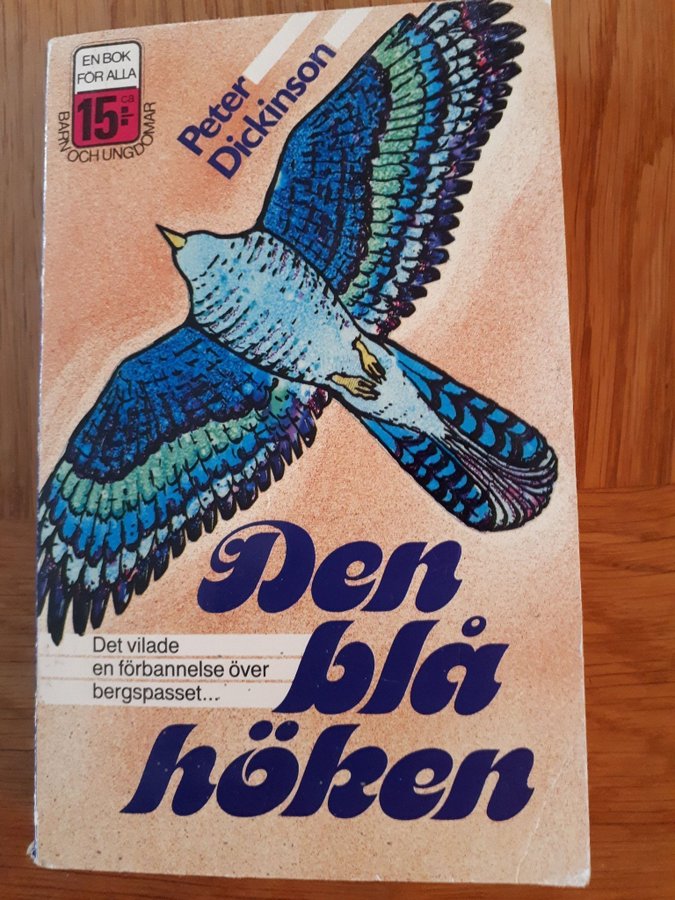 EN BOK
FÖR ALLA
ca
15:-
BARN OCH UNGDOMAR
Peter
Dickinson
Den
blå
höken
Det vilade
en förbannelse över
bergspasset...